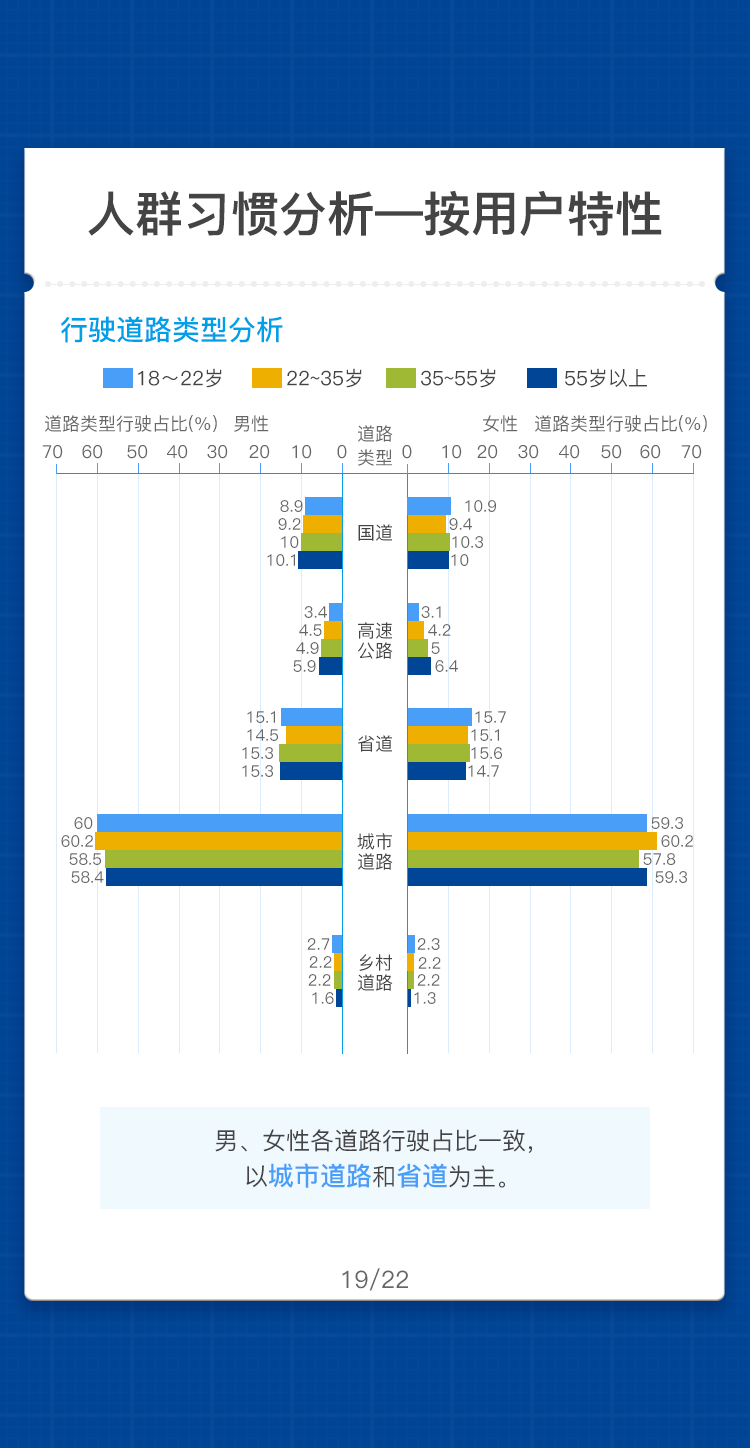 人群习惯分析—按用户特性
行驶道路类型分析
18～22岁 22~35岁 35~55岁 55岁以上
道路类型行驶占比(%) 男性 道路类型 女性 道路类型行驶占比(%)
70 60 50 40 30 20 10 0 0 10 20 30 40 50 60 70
8.9 10.9
9.2 9.4
国道
10 10.3
10.1 10
3.4 3.1
4.5 4.2
高速
公路
4.9 5
5.9 6.4
15.1 15.7
14.5 15.1
省道
15.3 15.6
15.3 14.7
60 59.3
60.2 60.2
城市
道路
58.5 57.8
58.4 59.3
2.7 2.3
2.2 2.2
乡村
道路
2.2 2.2
1.6 1.3
男、女性各道路行驶占比一致，
以城市道路和省道为主。
19/22